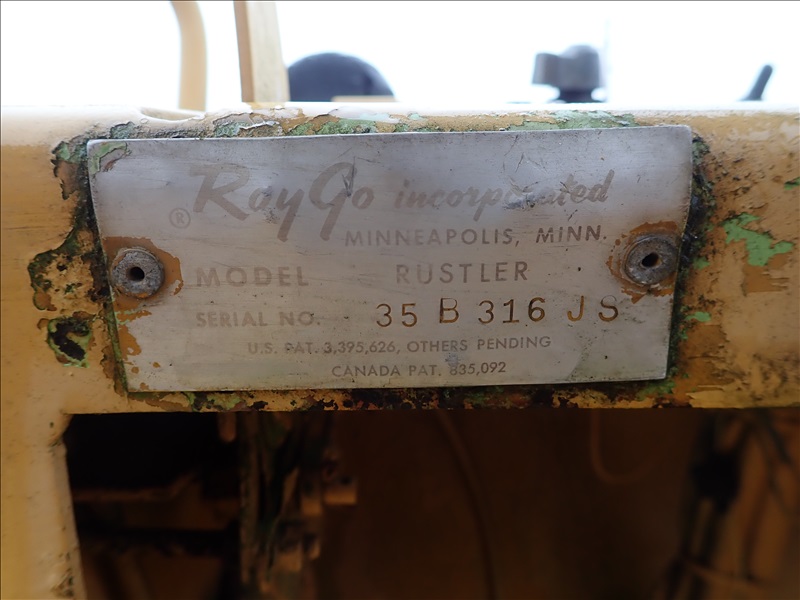 RayGo incorporated
®
MINNEAPOLIS, MINN.
MODEL RUSTLER
SERIAL NO. 35 B 316 JS
U.S. PAT. 3,395,626, OTHERS PENDING
CANADA PAT. 835,092